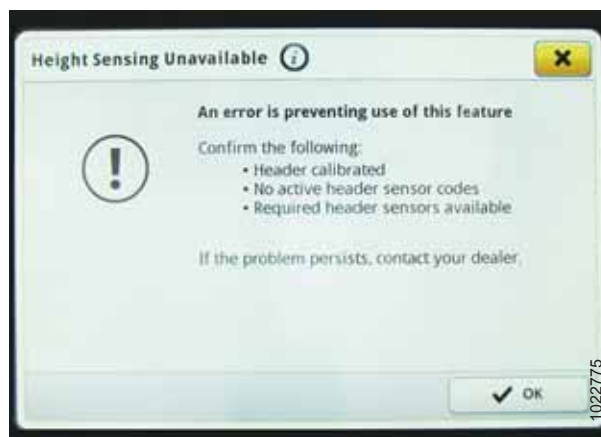 Height Sensing Unavailable
An error is preventing use of this feature
Confirm the following:
• Header calibrated
• No active header sensor codes
• Required header sensors available
If the problem persists, contact your dealer.
OK
1022775